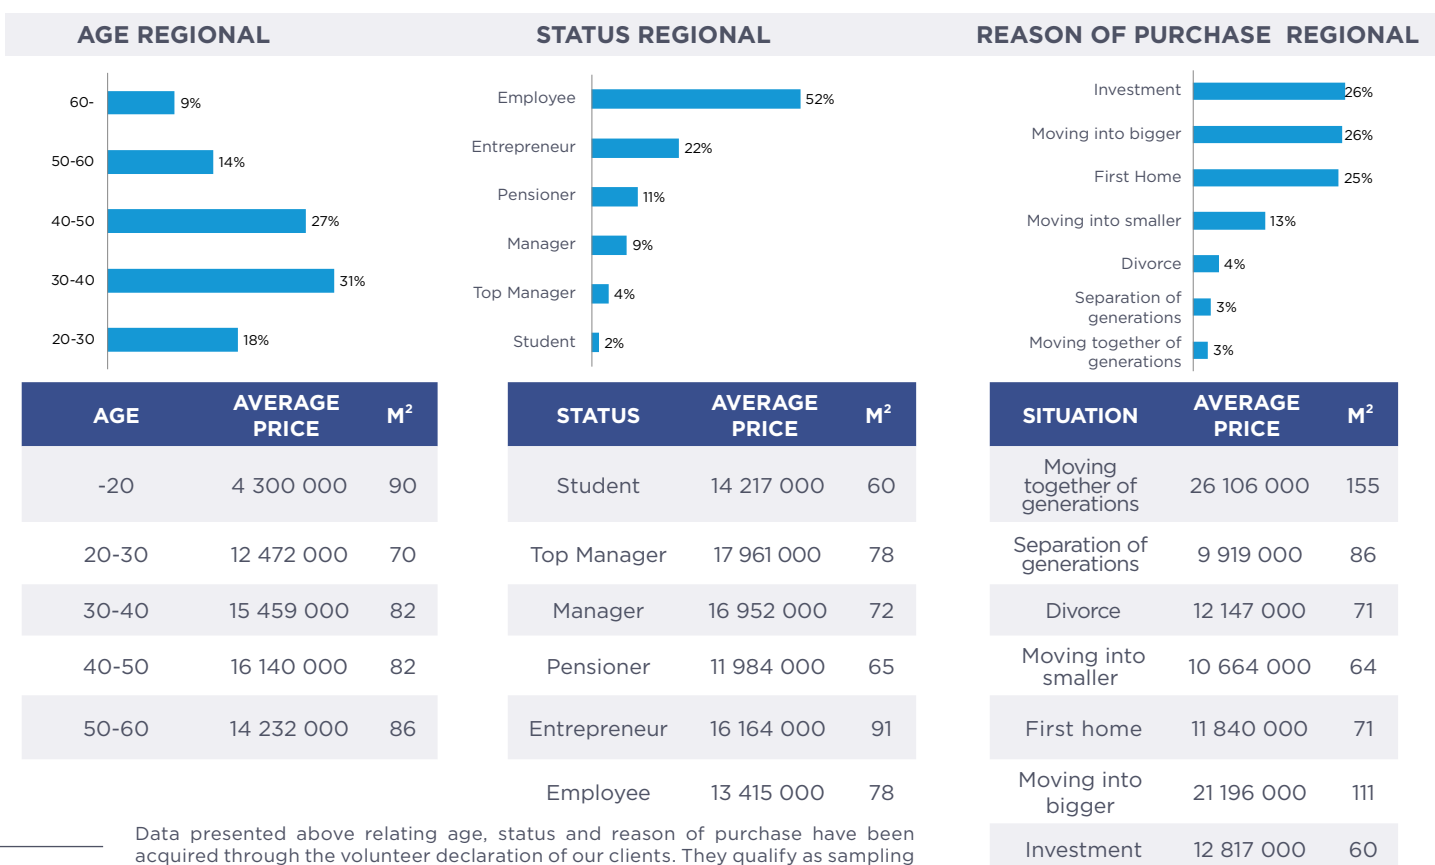 AGE REGIONAL
60-
9%
50-60
14%
40-50
27%
30-40
31%
20-30
18%
AGE
AVERAGE
PRICE
M²
-20
4 300 000
90
20-30
12 472 000
70
30-40
15 459 000
82
40-50
16 140 000
82
50-60
14 232 000
86
STATUS REGIONAL
Employee
52%
Entrepreneur
22%
Pensioner
11%
Manager
9%
Top Manager
4%
Student
2%
STATUS
AVERAGE
PRICE
M²
Student
14 217 000
60
Top Manager
17 961 000
78
Manager
16 952 000
72
Pensioner
11 984 000
65
Entrepreneur
16 164 000
91
Employee
13 415 000
78
REASON OF PURCHASE REGIONAL
Investment
26%
Moving into bigger
26%
First Home
25%
Moving into smaller
13%
Divorce
4%
Separation of
generations
3%
Moving together of
generations
3%
SITUATION
AVERAGE
PRICE
M²
Moving
together of
generations
26 106 000
155
Separation of
generations
9 919 000
86
Divorce
12 147 000
71
Moving into
smaller
10 664 000
64
First home
11 840 000
71
Moving into
bigger
21 196 000
111
Investment
12 817 000
60
Data presented above relating age, status and reason of purchase have been
acquired through the volunteer declaration of our clients. They qualify as sampling